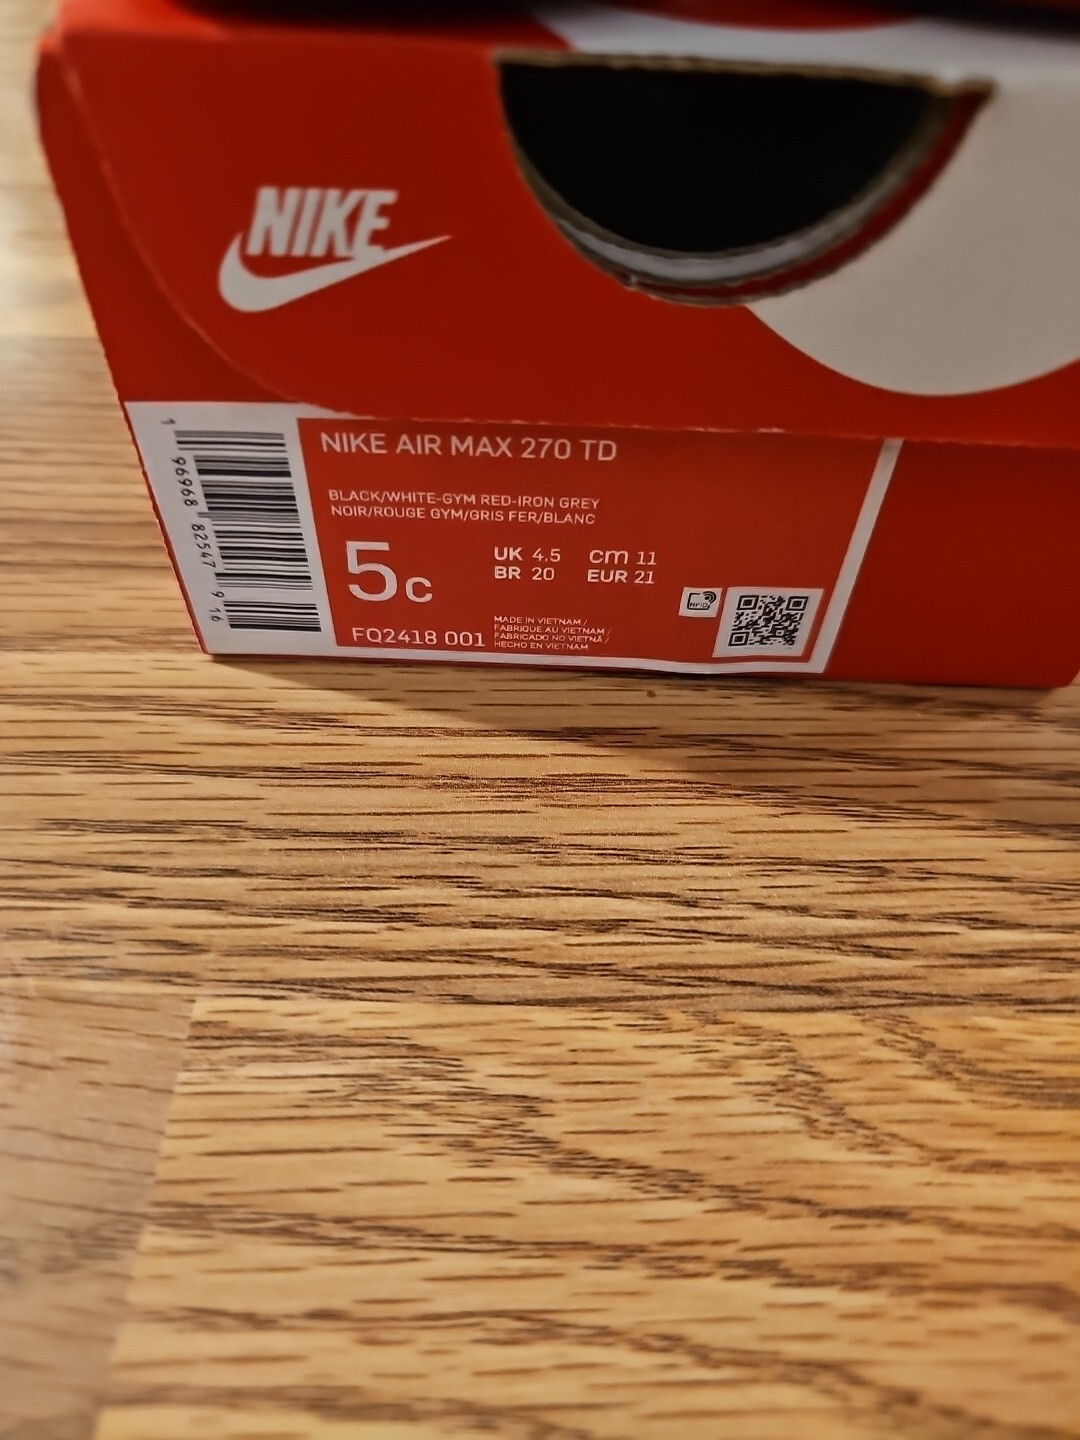 NIKE
NIKE AIR MAX 270 TD
BLACK/WHITE-GYM RED-IRON GREY
NOIR/ROUGE GYM/GRIS FER/BLANC
5c
UK 4.5 cm 11
BR 20 EUR 21
RFID
FQ2418 001
MADE IN VIETNAM /
FABRIQUE AU VIETNAM /
FABRICADO NO VIETNÃ /
HECHO EN VIETNAM
1 96968 82547 9 16